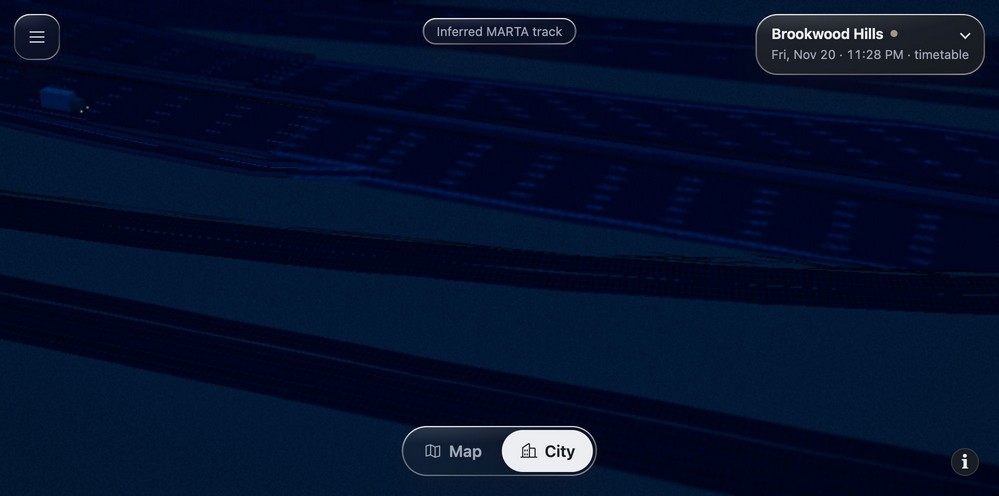 Inferred MARTA track
Brookwood Hills
Fri, Nov 20 · 11:28 PM · timetable
Map
City